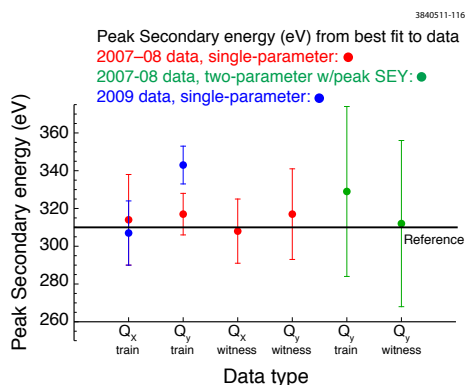 3840511-116
Peak Secondary energy (eV) from best fit to data
2007–08 data, single-parameter:
2007-08 data, two-parameter w/peak SEY:
2009 data, single-parameter:
Peak Secondary energy (eV)
360
340
320
300
280
260
Reference
Qx Qy Qx Qy Qy Qy
train train witness witness train witness
Data type